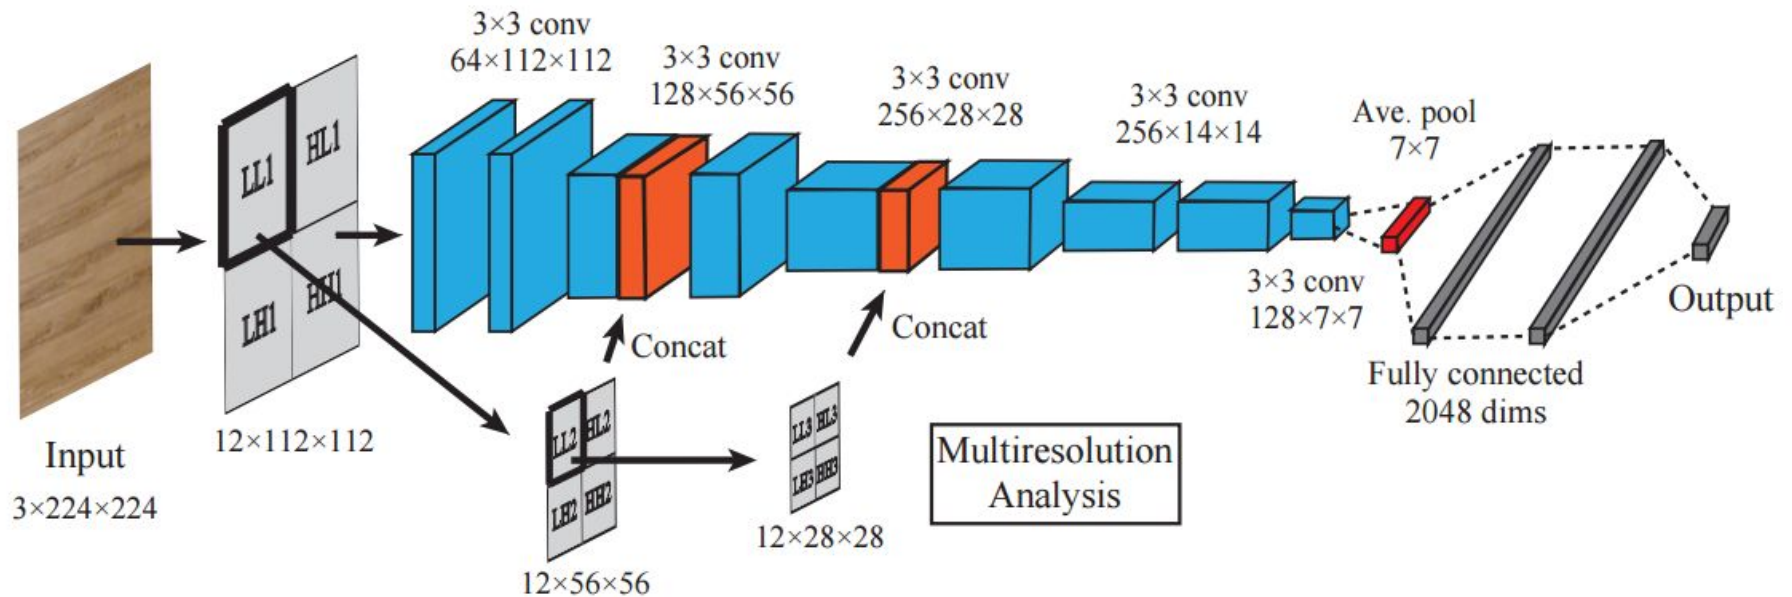 3×3 conv
64×112×112
3×3 conv
128×56×56
3×3 conv
256×28×28
3×3 conv
256×14×14
Ave. pool
7×7
LL1
HL1
LH1
HH1
3×3 conv
128×7×7
Output
Concat
Concat
Fully connected
2048 dims
12×112×112
Input
3×224×224
LL2
HL2
LH2
HH2
12×56×56
LL3
HL3
LH3
HH3
12×28×28
Multiresolution
Analysis